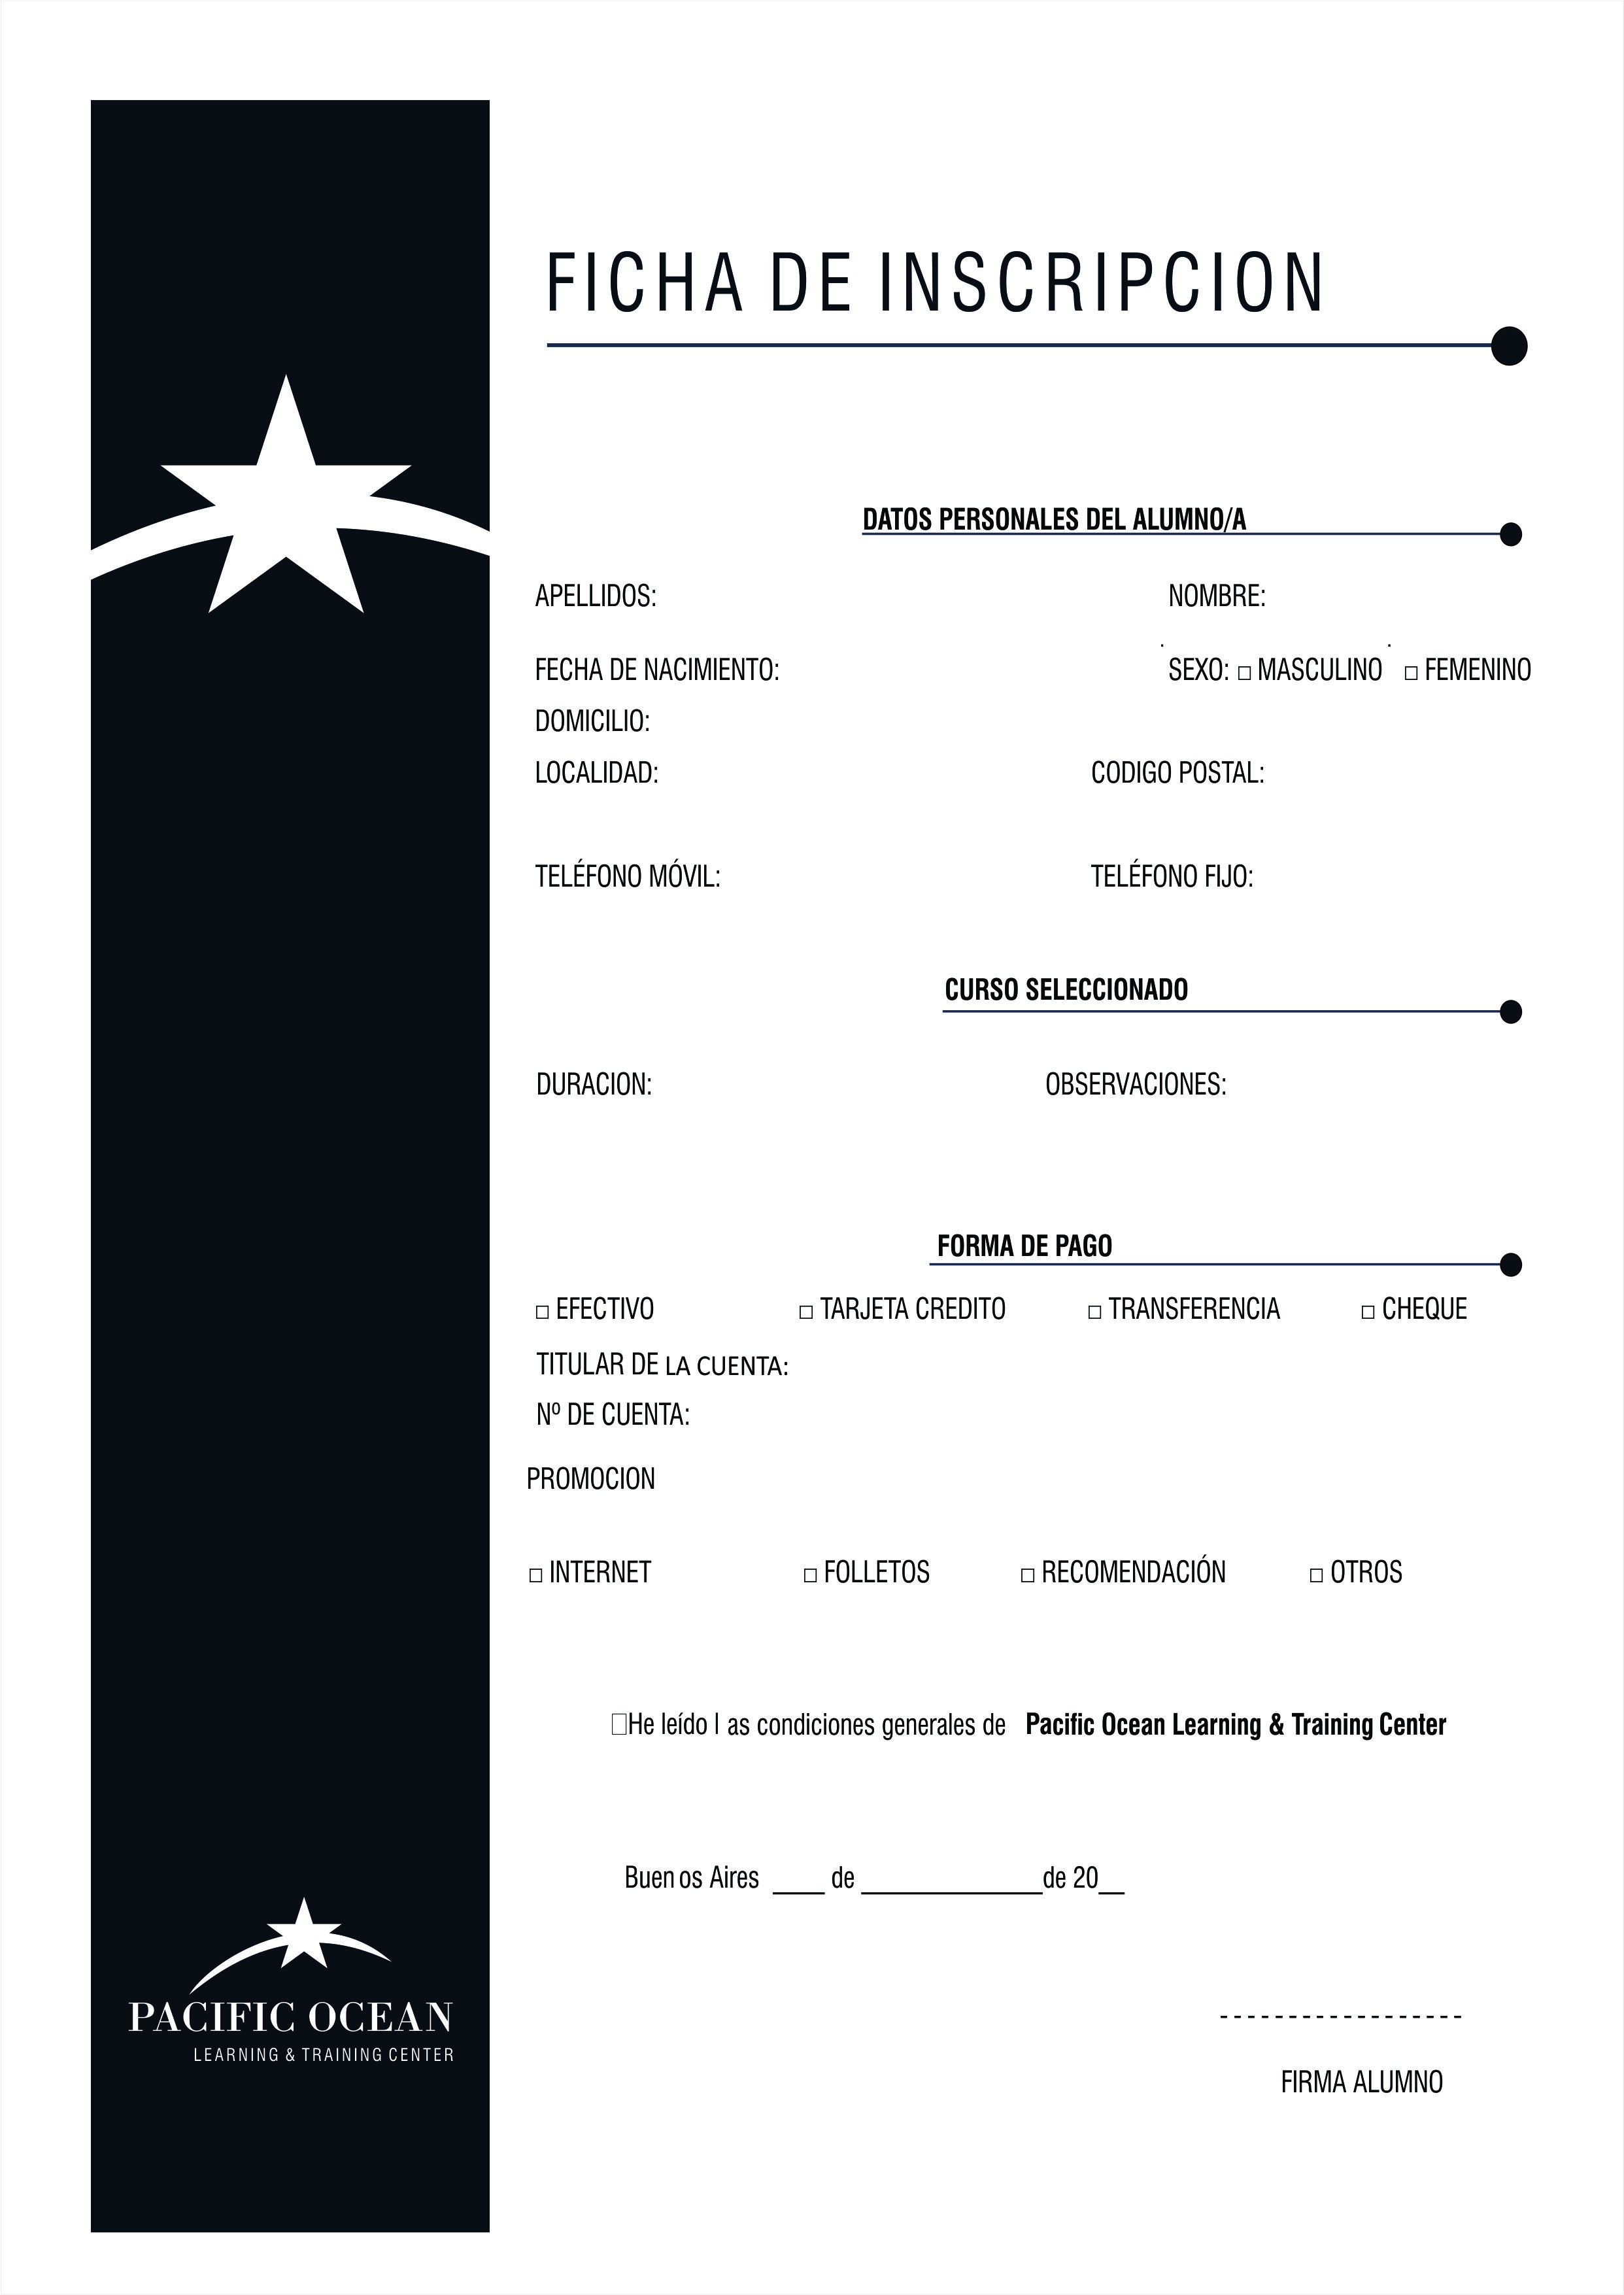 FICHA DE INSCRIPCION
DATOS PERSONALES DEL ALUMNO/A
APELLIDOS: NOMBRE:
FECHA DE NACIMIENTO: SEXO: □ MASCULINO □ FEMENINO
DOMICILIO:
LOCALIDAD: CODIGO POSTAL:
TELÉFONO MÓVIL: TELÉFONO FIJO:
CURSO SELECCIONADO
DURACION: OBSERVACIONES:
FORMA DE PAGO
□ EFECTIVO □ TARJETA CREDITO □ TRANSFERENCIA □ CHEQUE
TITULAR DE LA CUENTA:
Nº DE CUENTA:
PROMOCION
□ INTERNET □ FOLLETOS □ RECOMENDACIÓN □ OTROS
□He leído l as condiciones generales de Pacific Ocean Learning & Training Center
Buen os Aires ____ de ______________de 20__
------------------
FIRMA ALUMNO
PACIFIC OCEAN
LEARNING & TRAINING CENTER